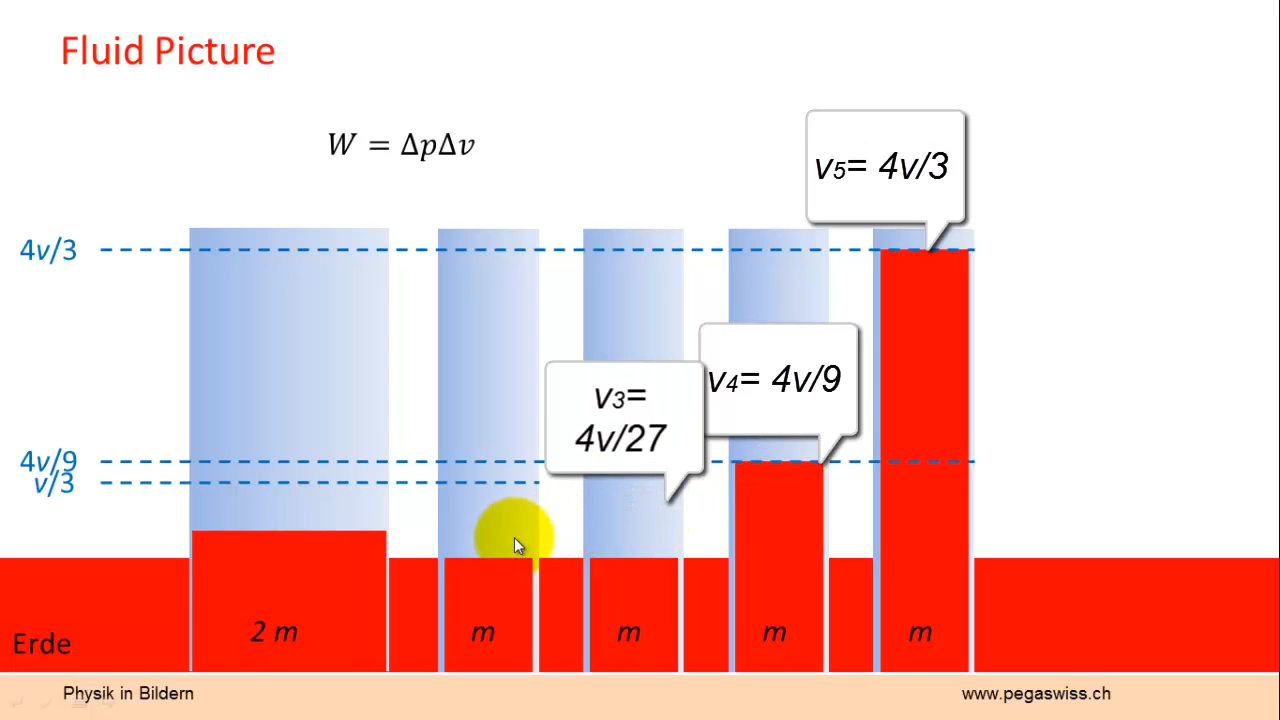 Fluid Picture
W = ΔpΔv
v5= 4v/3
4v/3
v4= 4v/9
v3=
4v/27
4v/9
v/3
2 m
m
m
m
m
Erde
Physik in Bildern
www.pegaswiss.ch